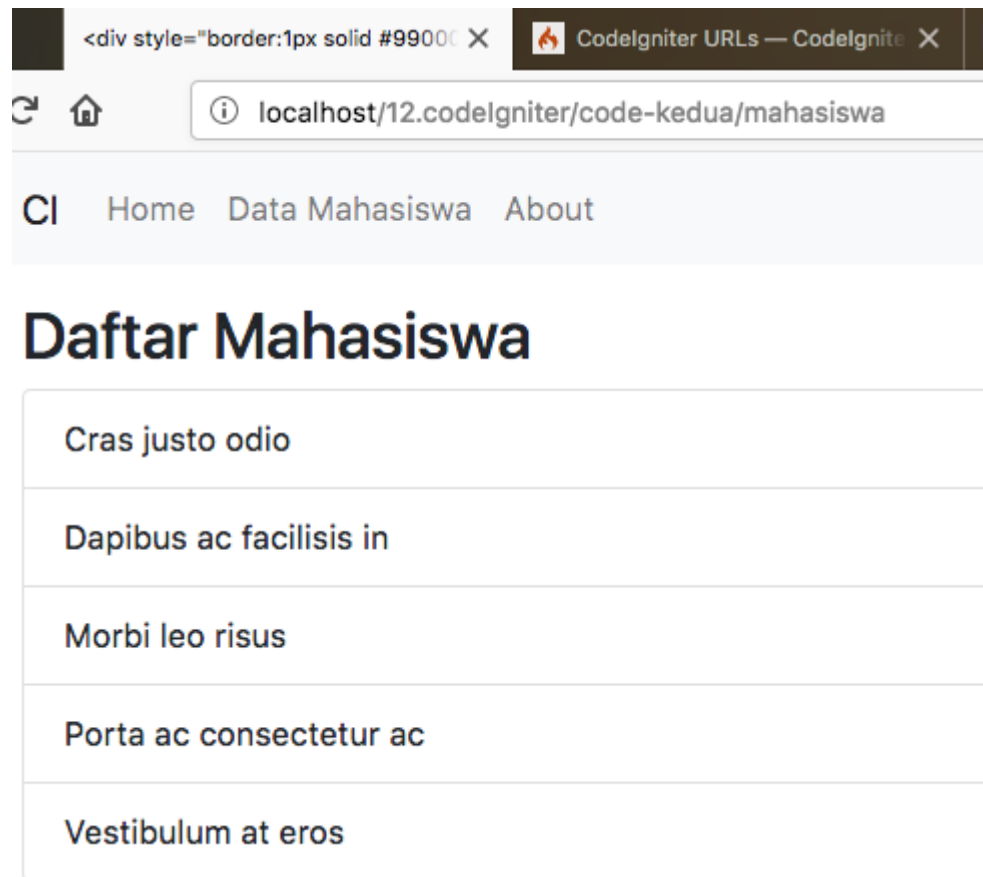 <div style="border:1px solid #99000
CodeIgniter URLs — CodeIgnite
localhost/12.codeIgniter/code-kedua/mahasiswa
CI Home Data Mahasiswa About
Daftar Mahasiswa
Cras justo odio
Dapibus ac facilisis in
Morbi leo risus
Porta ac consectetur ac
Vestibulum at eros